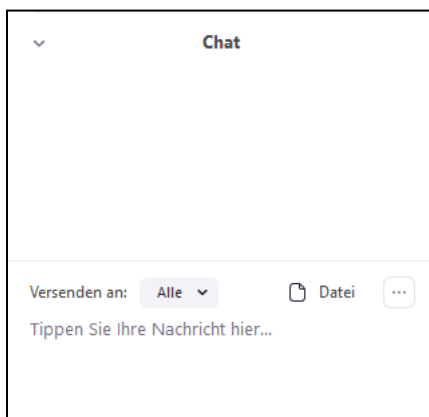 Chat
Versenden an: Alle Datei ...
Tippen Sie Ihre Nachricht hier...